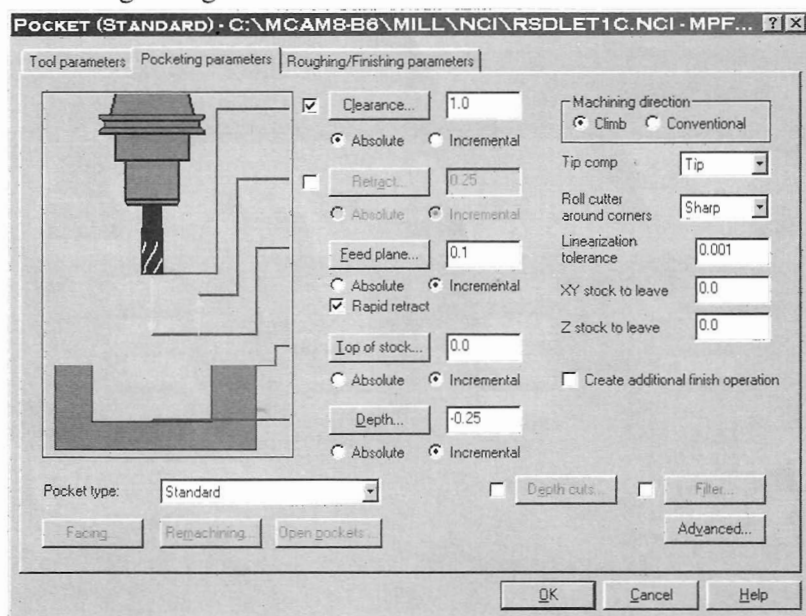 POCKET (STANDARD) - C:\MCAM8-B6\MILL\NCI\RSDLET1C.NCI - MPF... ? X
Tool parameters Pocketing parameters Roughing/Finishing parameters
Clearance... 1.0
Absolute Incremental
Retract... 0.25
Absolute Incremental
Feed plane... 0.1
Absolute Incremental
Rapid retract
Top of stock... 0.0
Absolute Incremental
Depth... -0.25
Absolute Incremental
Machining direction
Climb Conventional
Tip comp Tip
Roll cutter
around corners Sharp
Linearization
tolerance 0.001
XY stock to leave 0.0
Z stock to leave 0.0
Create additional finish operation
Pocket type: Standard Depth cuts... Filter...
Facing... Remachining... Open pockets... Advanced...
OK Cancel Help